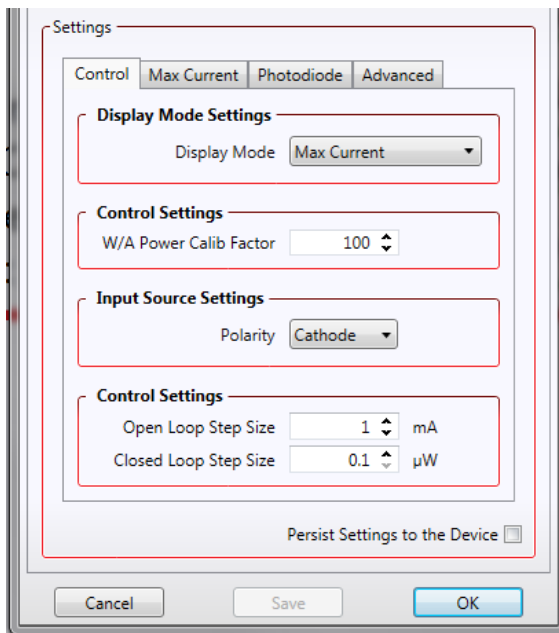 Settings
Control Max Current Photodiode Advanced
Display Mode Settings
Display Mode Max Current
Control Settings
W/A Power Calib Factor 100
Input Source Settings
Polarity Cathode
Control Settings
Open Loop Step Size 1 mA
Closed Loop Step Size 0.1 μW
Persist Settings to the Device
Cancel Save OK